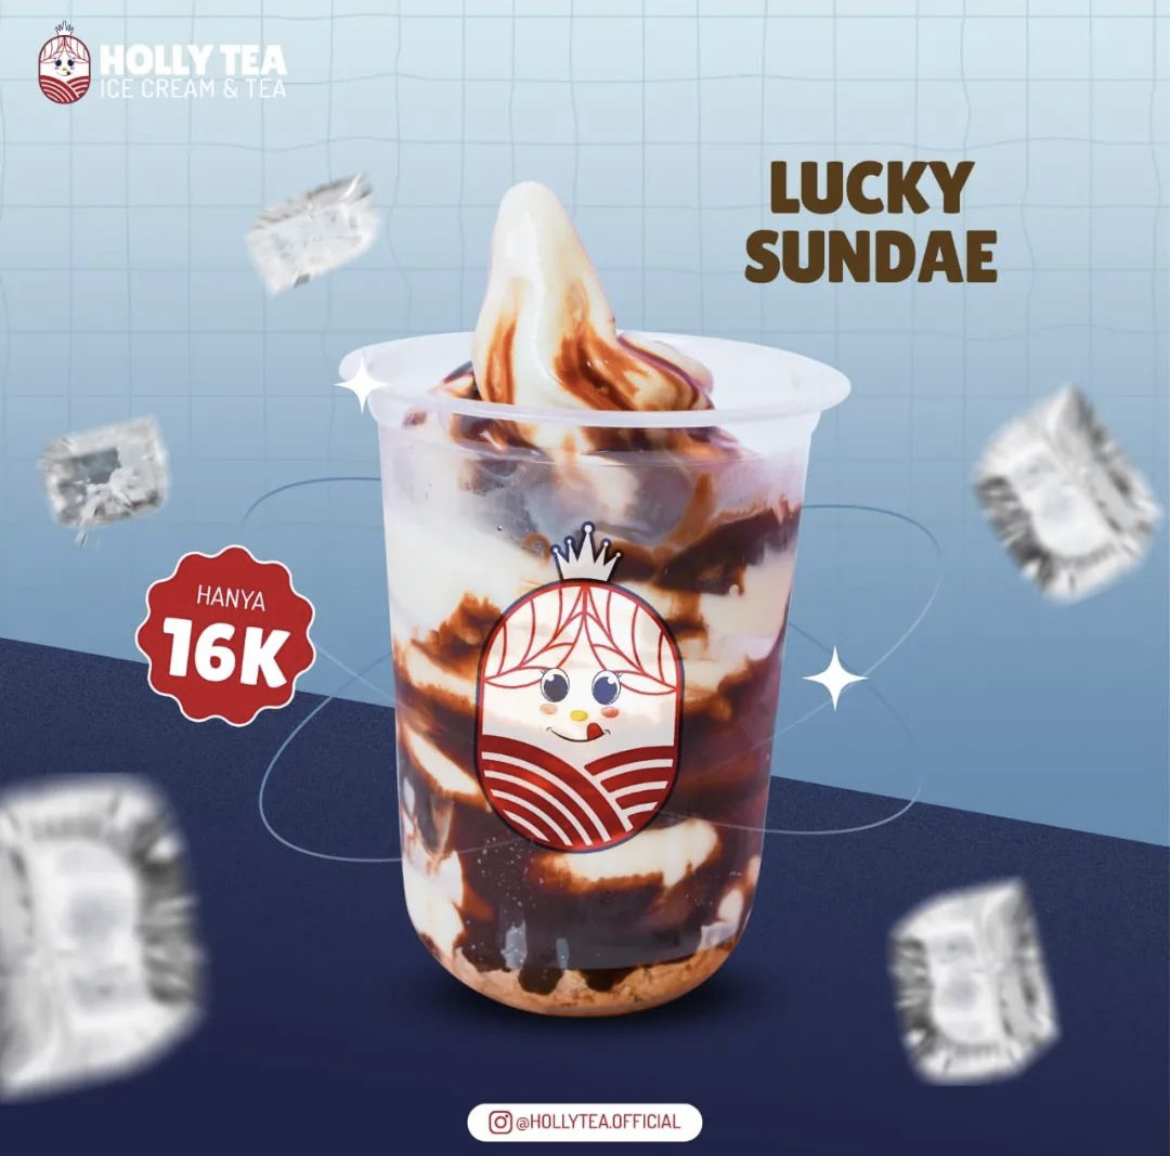 HOLLY TEA
ICE CREAM & TEA
LUCKY
SUNDAE
HANYA
16K
@HOLLYTEA.OFFICIAL